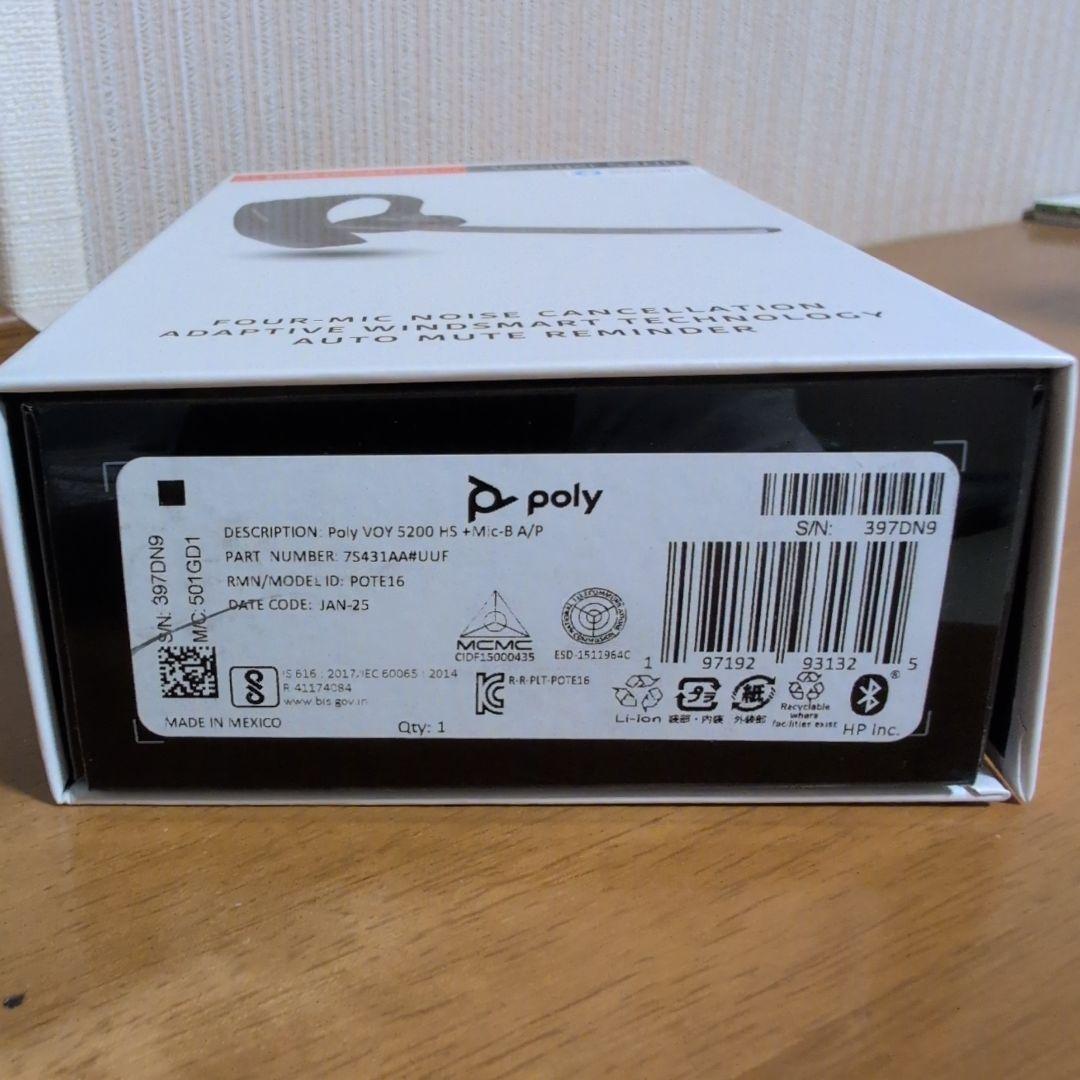 FOUR-MIC NOISE CANCELLATION
ADAPTIVE WINDSMART TECHNOLOGY
AUTO MUTE REMINDER
poly
S/N: 397DN9
DESCRIPTION: Poly VOY 5200 HS +Mic-B A/P
PART NUMBER: 7S431AA#UUF
RMN/MODEL ID: POTE16
DATE CODE: JAN-25
S/N: 397DN9
M/C: 501GD1
MCMC
CIDF15000435
ESD-1511964C
1 97192 93132 5
IS 616 : 2017/IEC 60065 : 2014
R-41174084
www.bis.gov.in
R-R-PLT-POTE16
Li-ion
プラ
紙
外装部
Recyclable
where
facilities exist
MADE IN MEXICO
Qty: 1
HP Inc.